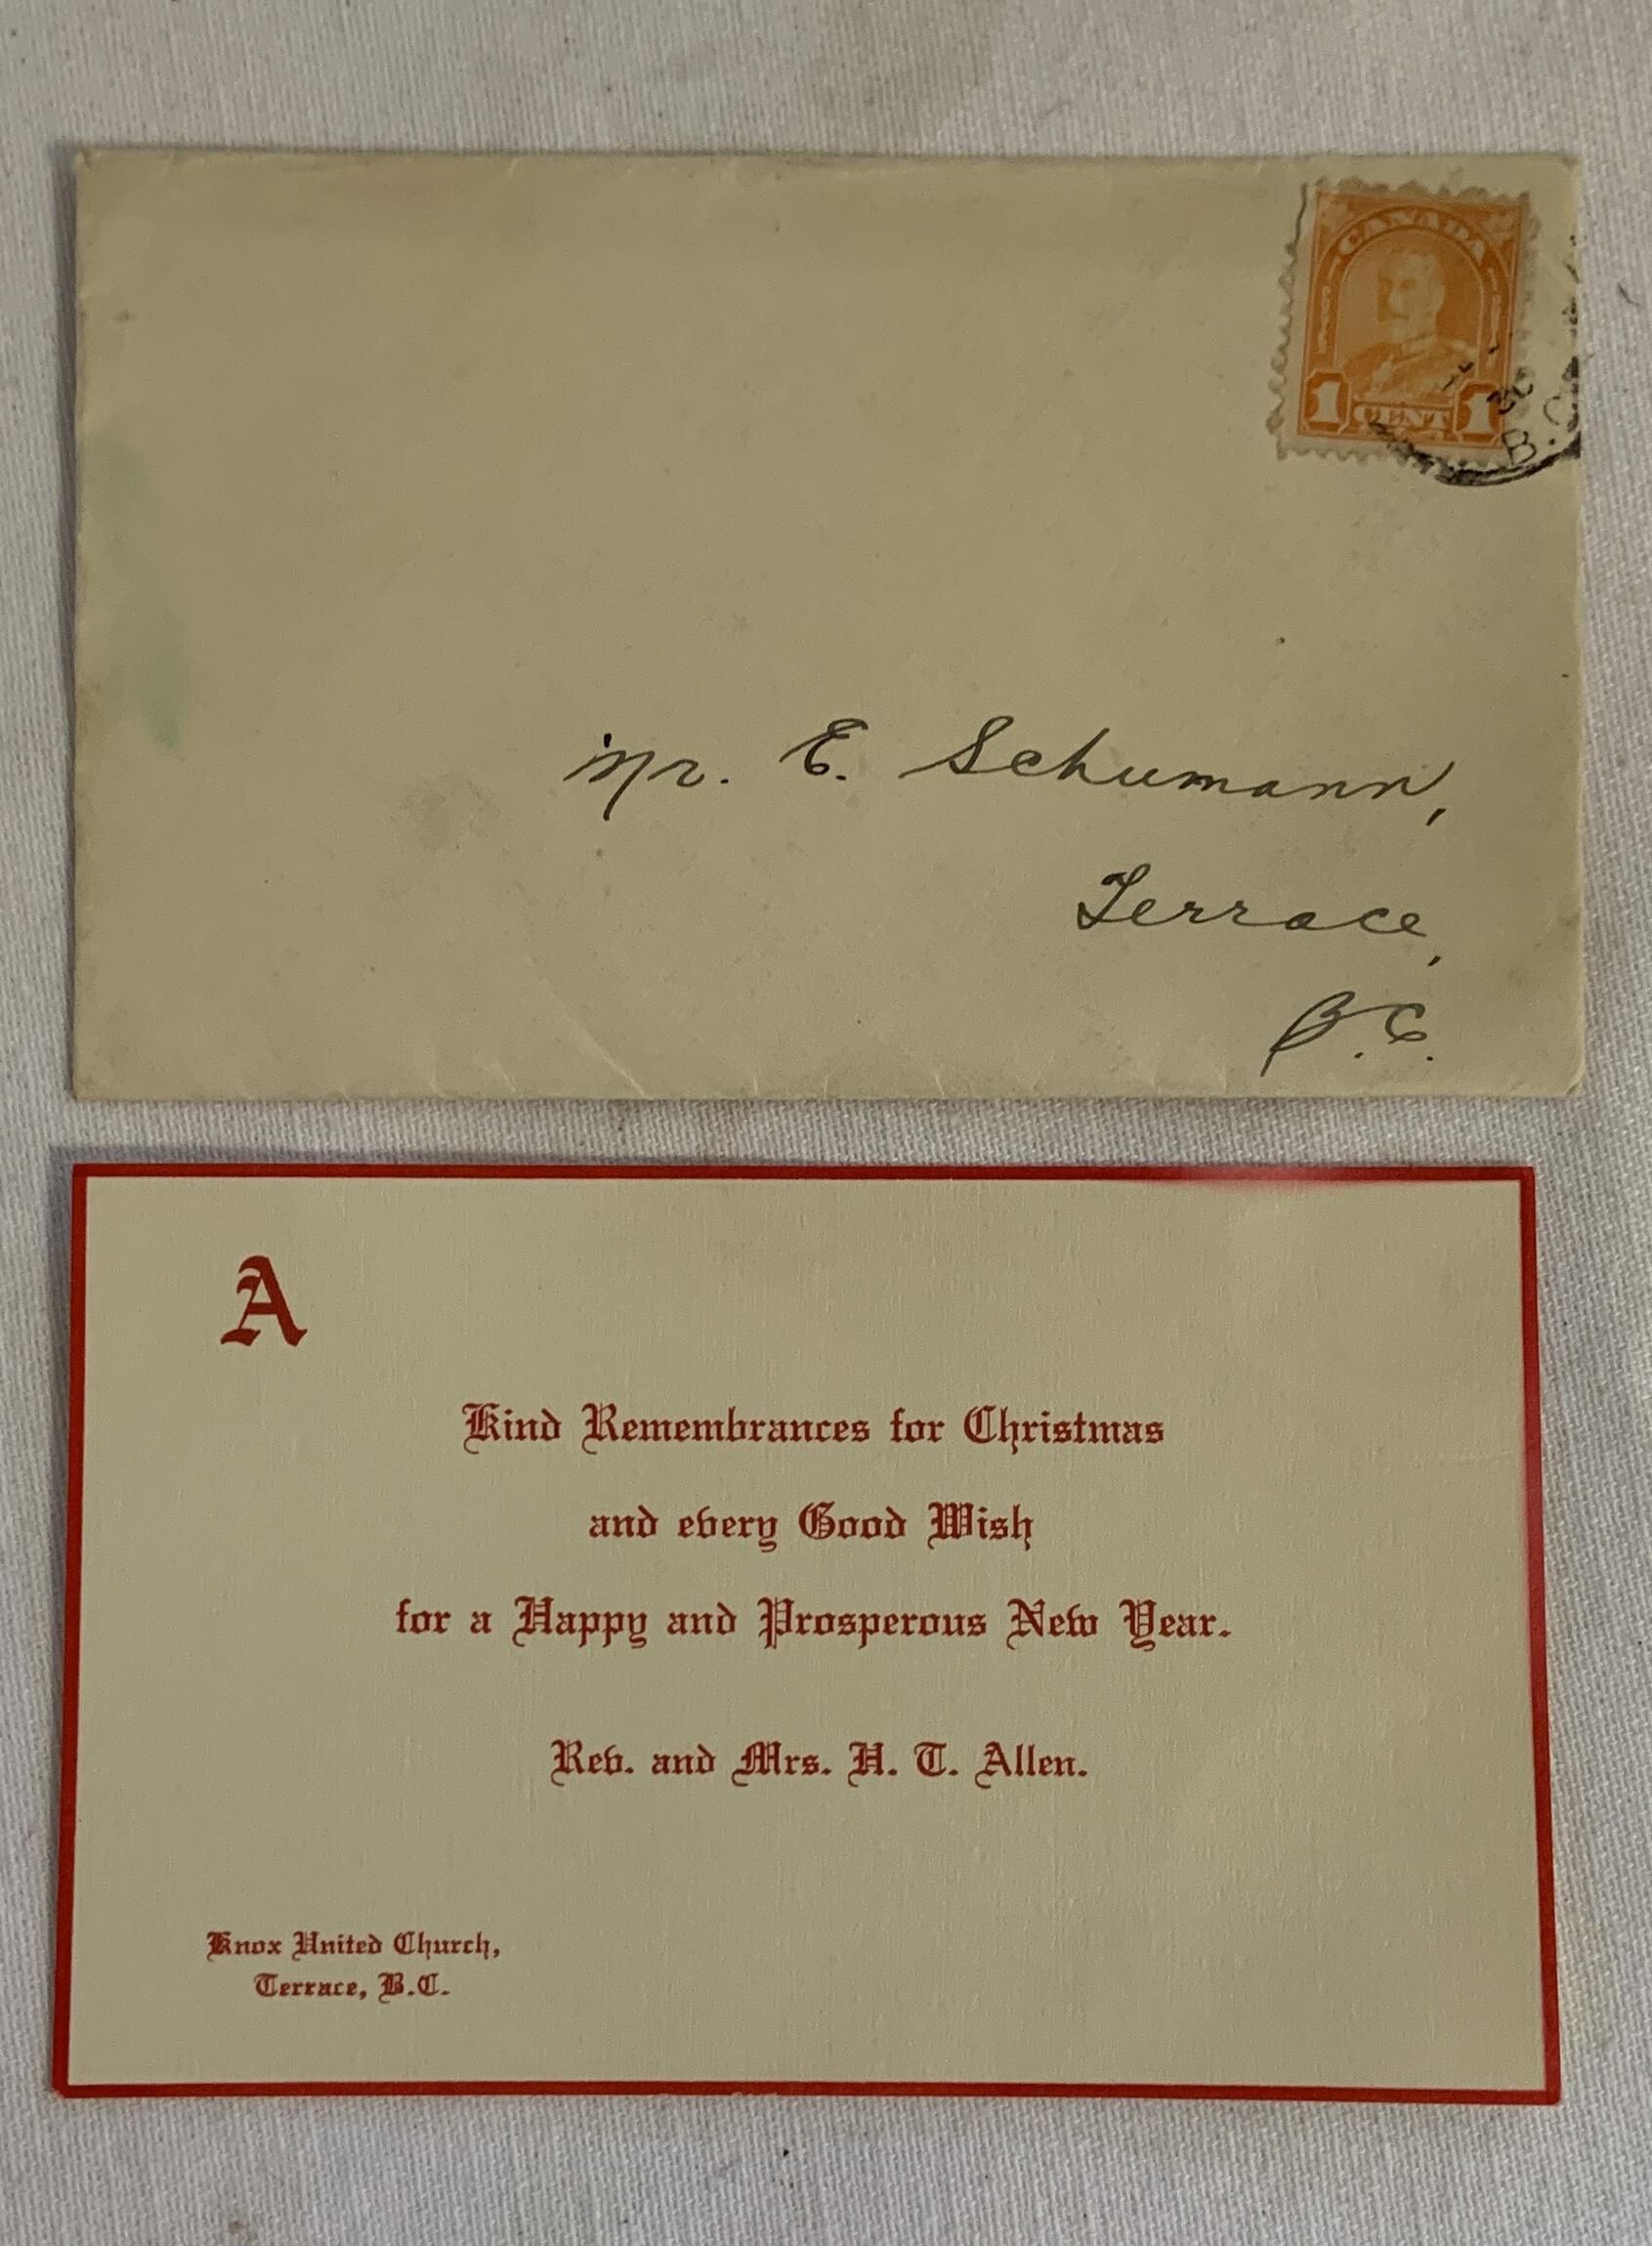 CANADA
1 CENT 1
30
B.C
Mr. E. Schumann,
Terrace,
B.C.
A
Kind Remembrances for Christmas
and every Good Wish
for a Happy and Prosperous New Year.
Rev. and Mrs. H. T. Allen.
Knox United Church,
Terrace, B.C.